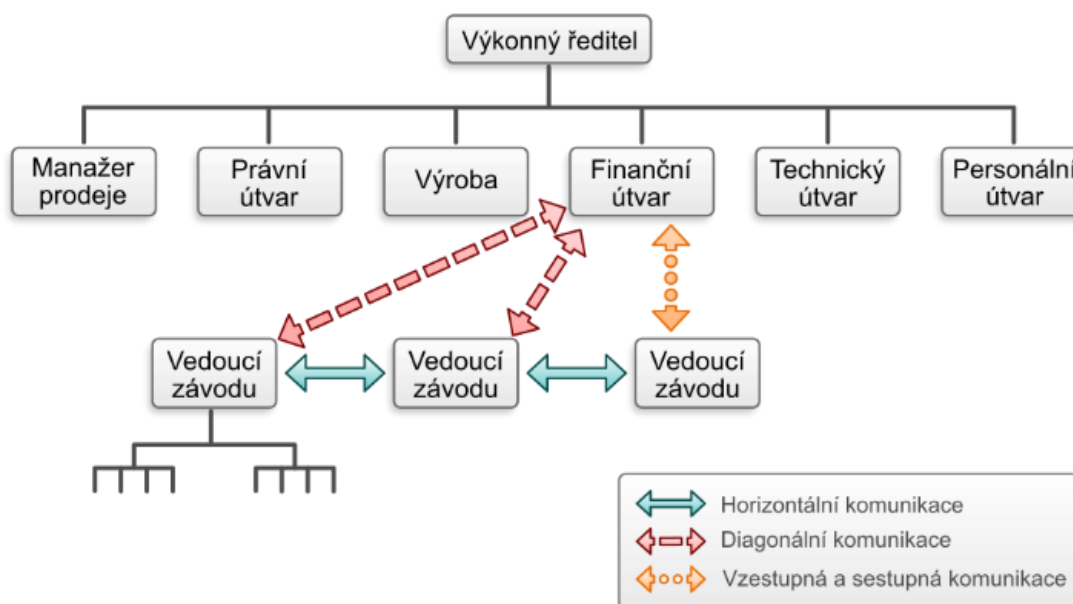 Výkonný ředitel
Manažer
prodeje
Právní
útvar
Výroba
Finanční
útvar
Technický
útvar
Personální
útvar
Vedoucí
závodu
Vedoucí
závodu
Vedoucí
závodu
Horizontální komunikace
Diagonální komunikace
Vzestupná a sestupná komunikace